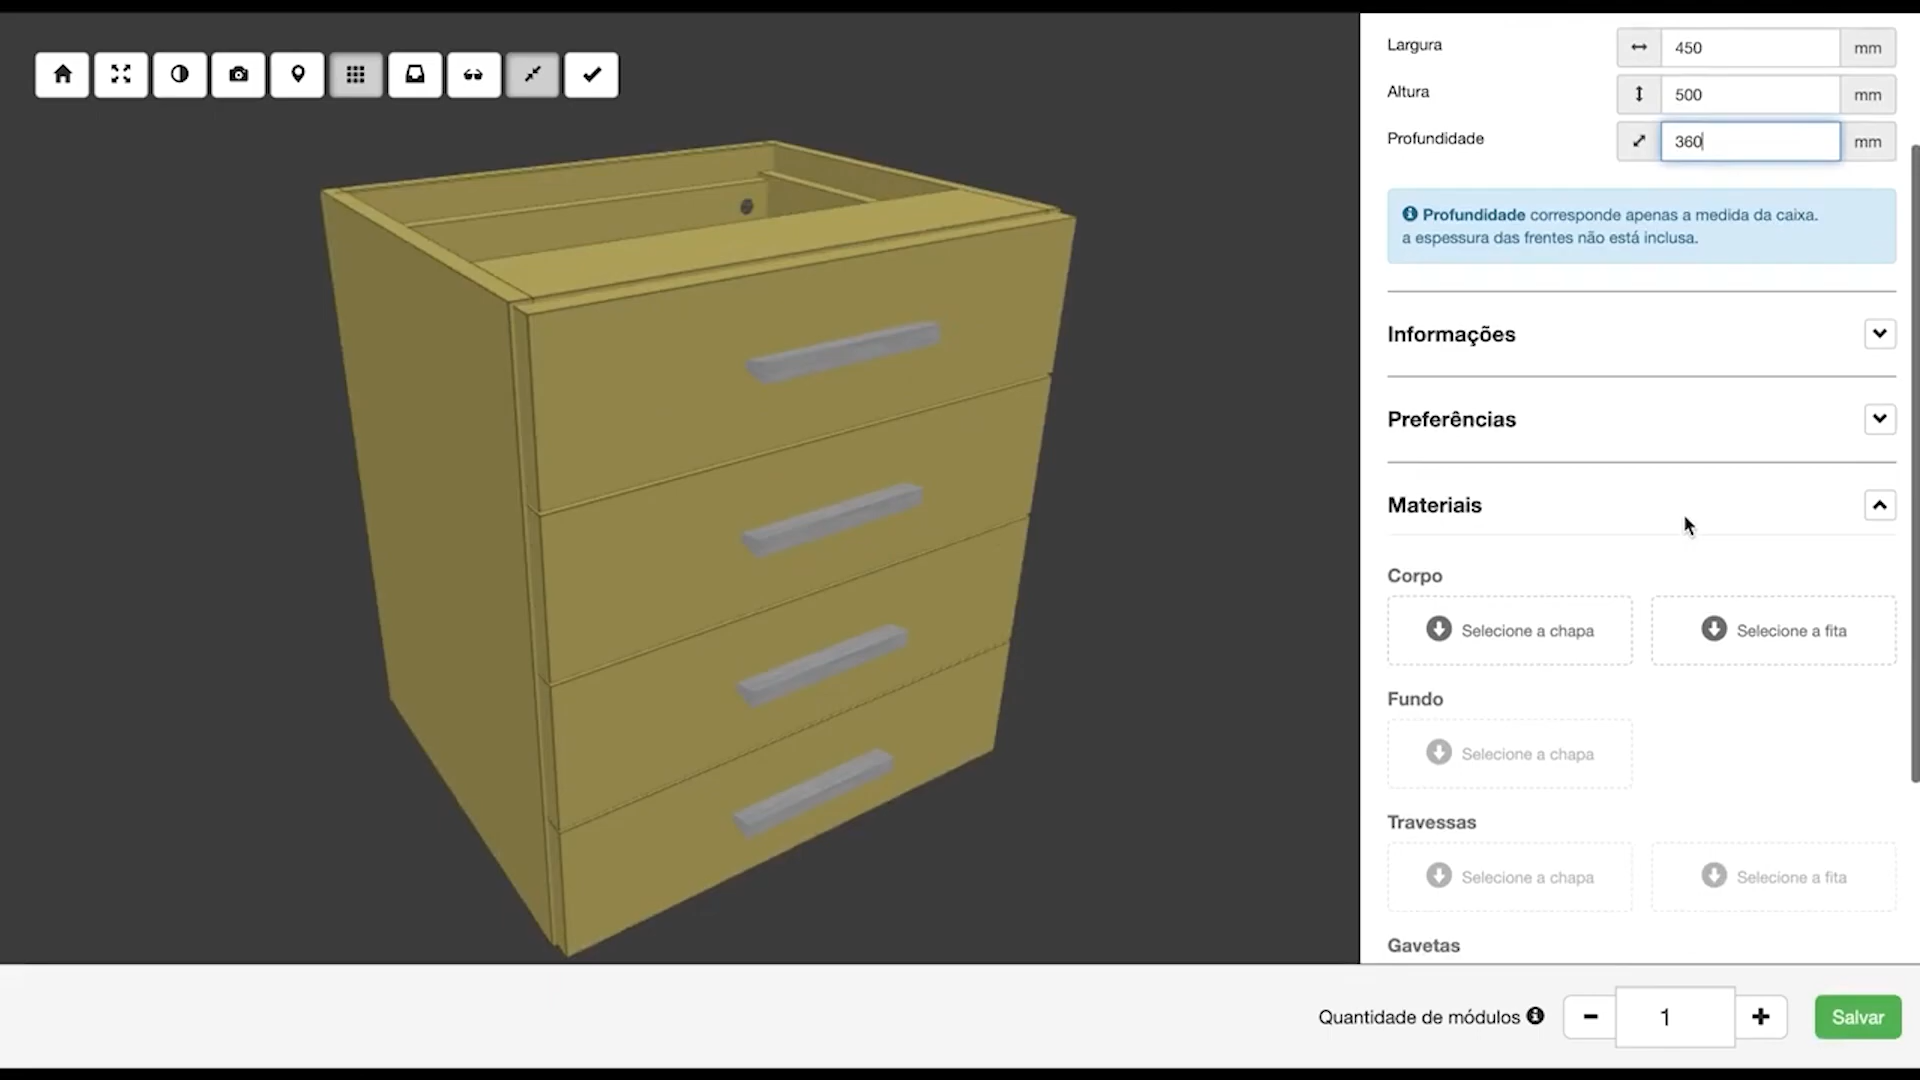 Largura
450
mm
Altura
500
mm
Profundidade
360
mm
Profundidade corresponde apenas a medida da caixa.
a espessura das frentes não está inclusa.
Informações
Preferências
Materiais
Corpo
Selecione a chapa
Selecione a fita
Fundo
Selecione a chapa
Travessas
Selecione a chapa
Selecione a fita
Gavetas
Quantidade de módulos
1
Salvar